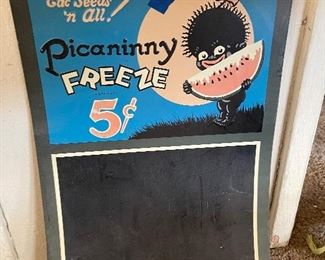 Eat Seeds
'n All!
Picaninny
FREEZE
5¢